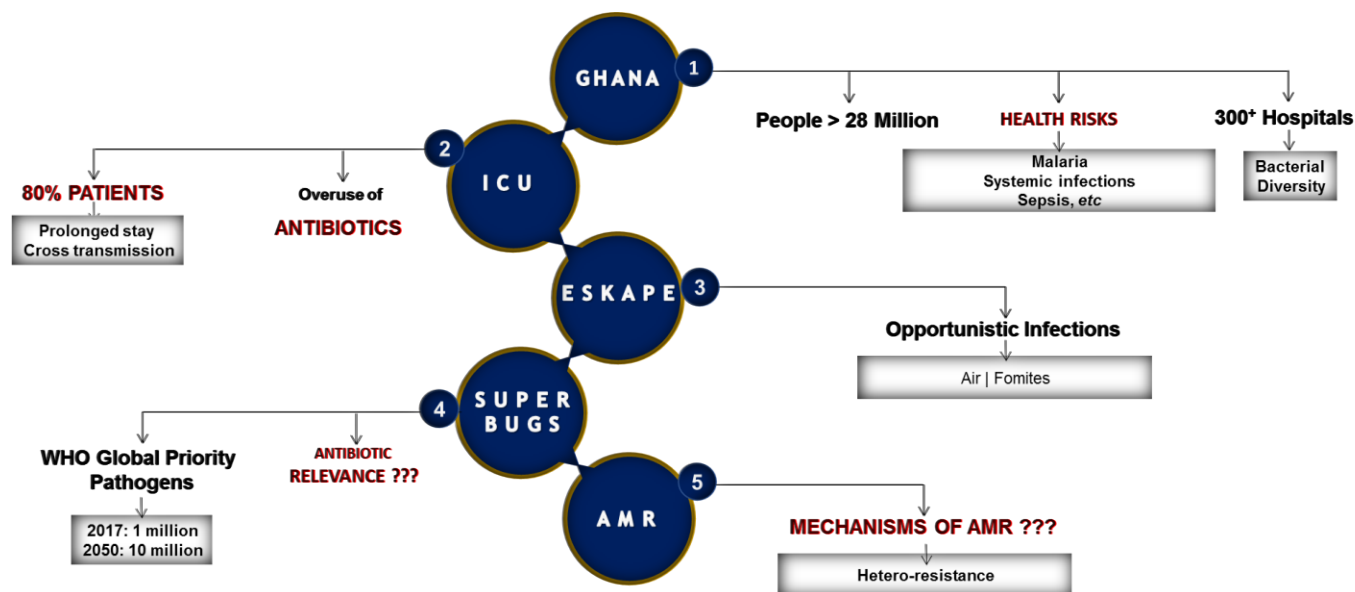 GHANA
1
People > 28 Million
HEALTH RISKS
Malaria
Systemic infections
Sepsis, etc
300+ Hospitals
Bacterial
Diversity
2
ICU
80% PATIENTS
Prolonged stay
Cross transmission
Overuse of
ANTIBIOTICS
ESKAPE
3
Opportunistic Infections
Air | Fomites
4
SUPER
BUGS
WHO Global Priority
Pathogens
2017: 1 million
2050: 10 million
ANTIBIOTIC
RELEVANCE ???
AMR
5
MECHANISMS OF AMR ???
Hetero-resistance